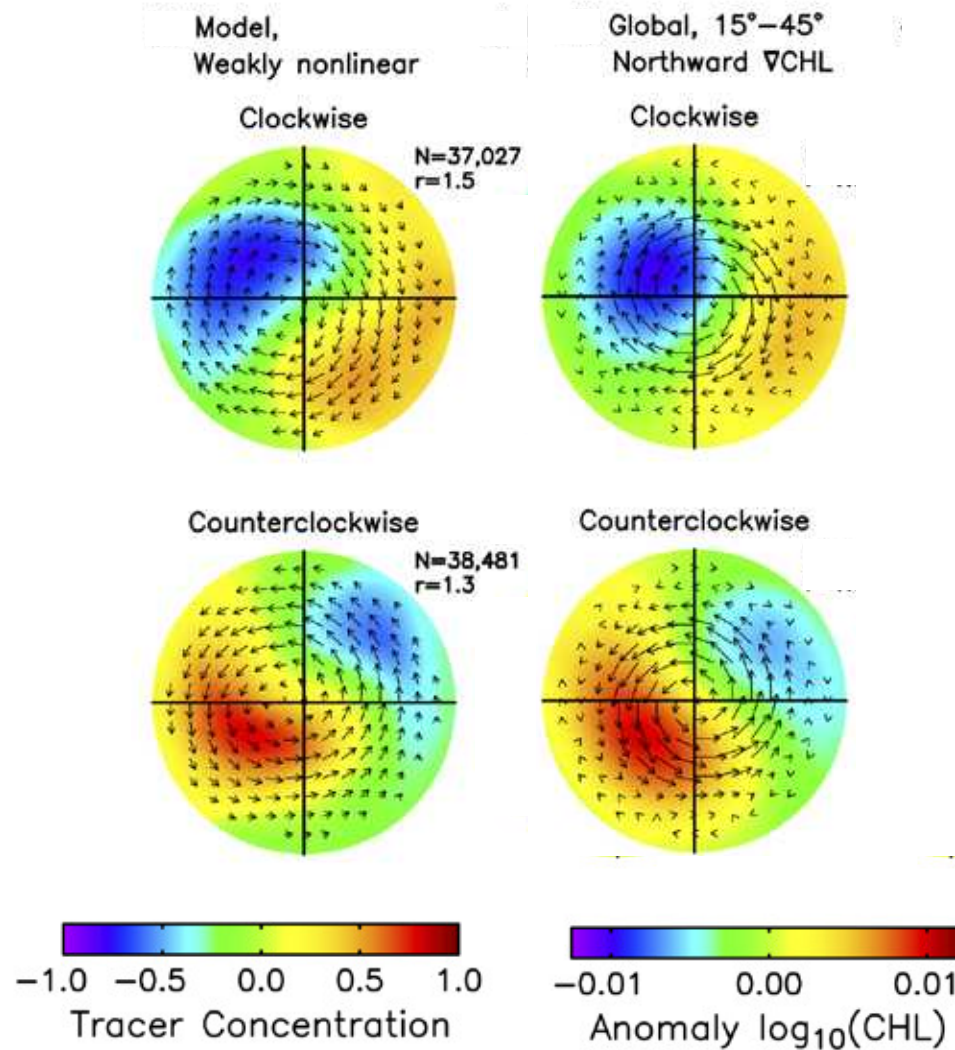 Model,
Weakly nonlinear
Global, 15°−45°
Northward ∇CHL
Clockwise
N=37,027
r=1.5
Clockwise
Counterclockwise
N=38,481
r=1.3
Counterclockwise
−1.0 −0.5 0.0 0.5 1.0
Tracer Concentration
−0.01 0.00 0.01
Anomaly log₁₀(CHL)